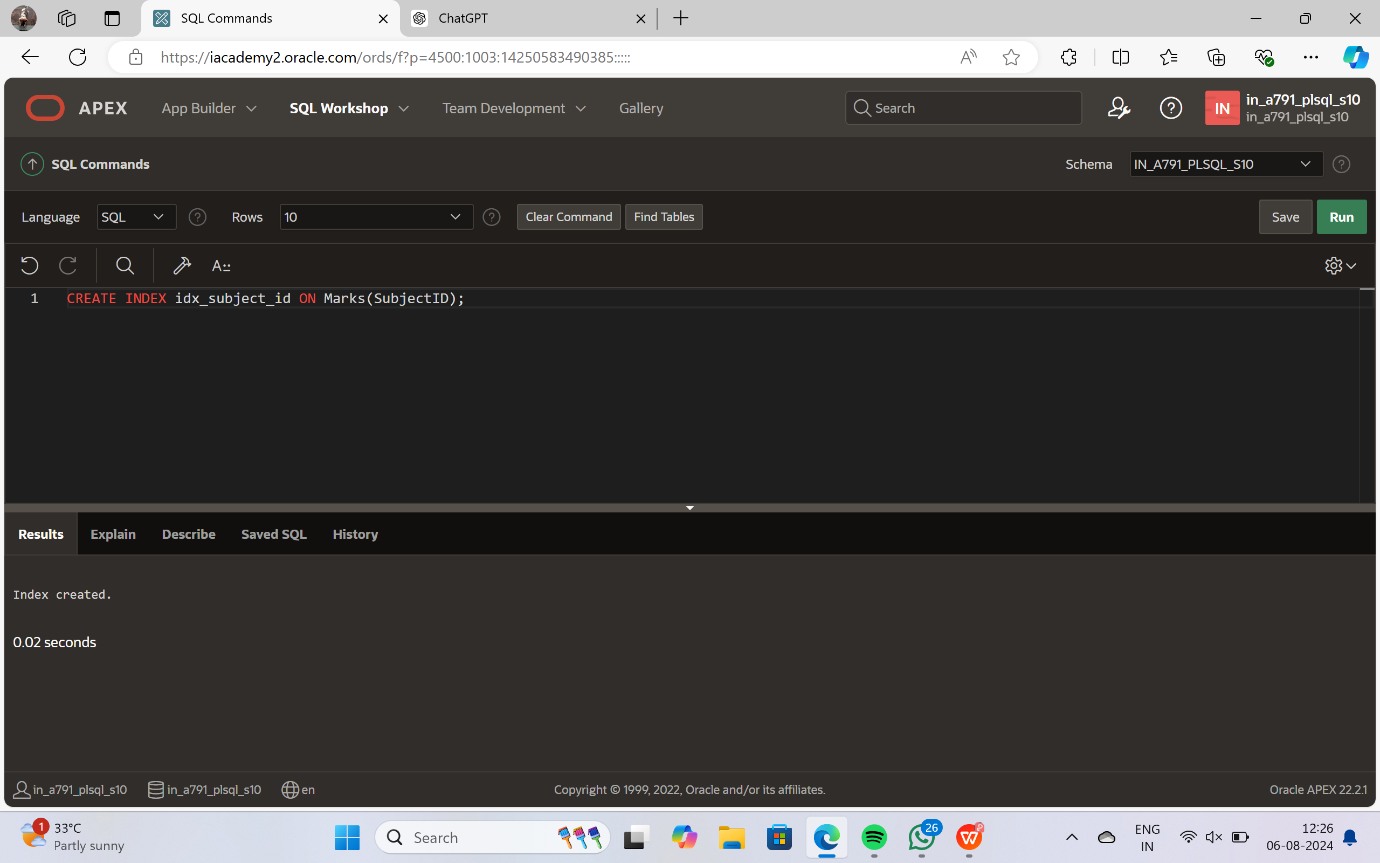 SQL Commands
ChatGPT
https://iacademy2.oracle.com/ords/f?p=4500:1003:14250583490385:::::
APEX App Builder SQL Workshop Team Development Gallery Search IN in_a791_plsql_s10
in_a791_plsql_s10
SQL Commands Schema IN_A791_PLSQL_S10
Language SQL Rows 10 Clear Command Find Tables Save Run
A
1 CREATE INDEX idx_subject_id ON Marks(SubjectID);
Results Explain Describe Saved SQL History
Index created.
0.02 seconds
in_a791_plsql_s10 in_a791_plsql_s10 en Copyright © 1999, 2022, Oracle and/or its affiliates. Oracle APEX 22.2.1
1 33°C Search 26 W ENG 12:26
Partly sunny IN 06-08-2024